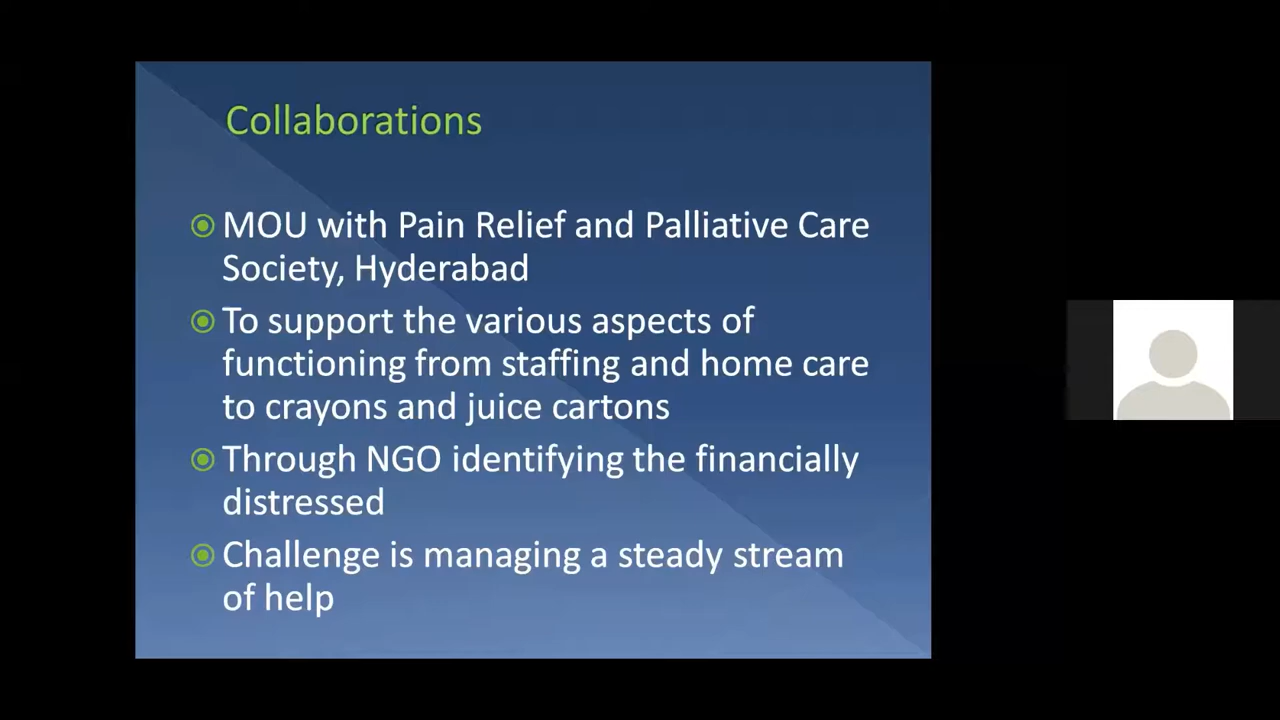 Collaborations
MOU with Pain Relief and Palliative Care
Society, Hyderabad
To support the various aspects of
functioning from staffing and home care
to crayons and juice cartons
Through NGO identifying the financially
distressed
Challenge is managing a steady stream
of help